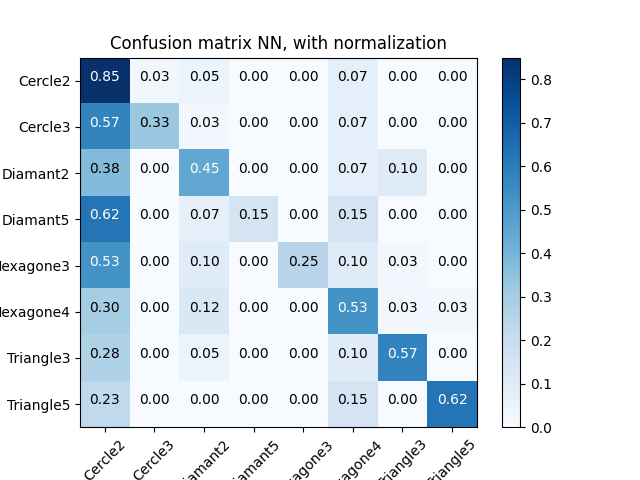 Confusion matrix NN, with normalization
Cercle2 0.85 0.03 0.05 0.00 0.00 0.07 0.00 0.00
Cercle3 0.57 0.33 0.03 0.00 0.00 0.07 0.00 0.00
Diamant2 0.38 0.00 0.45 0.00 0.00 0.07 0.10 0.00
Diamant5 0.62 0.00 0.07 0.15 0.00 0.15 0.00 0.00
exagone3 0.53 0.00 0.10 0.00 0.25 0.10 0.03 0.00
exagone4 0.30 0.00 0.12 0.00 0.00 0.53 0.03 0.03
Triangle3 0.28 0.00 0.05 0.00 0.00 0.10 0.57 0.00
Triangle5 0.23 0.00 0.00 0.00 0.00 0.15 0.00 0.62
Cercle2 Cercle3 iamant2 iamant5 xagone3 xagone4 riangle3 riangle5
0.8
0.7
0.6
0.5
0.4
0.3
0.2
0.1
0.0